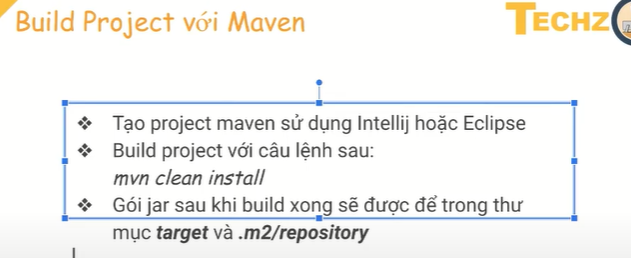 Build Project với Maven
TECHZ
❖ Tạo project maven sử dụng Intellij hoặc Eclipse
❖ Build project với câu lệnh sau:
mvn clean install
❖ Gói jar sau khi build xong sẽ được để trong thư
mục target và .m2/repository